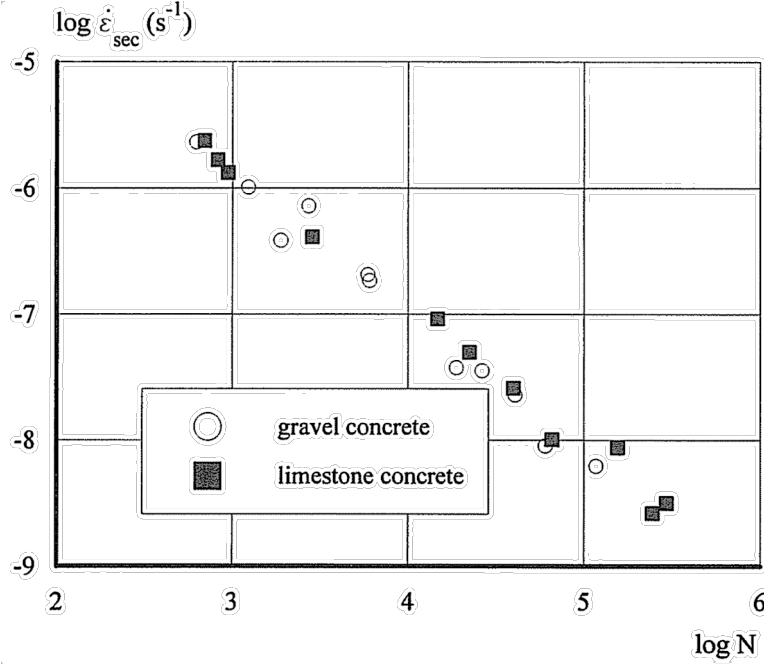 log ε̇sec (s⁻¹)
-5
-6
-7
-8
-9
gravel concrete
limestone concrete
2 3 4 5 6
log N